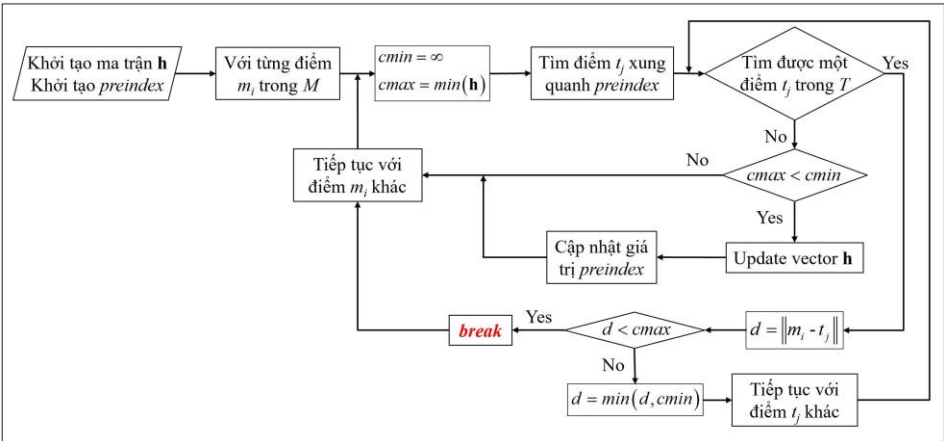 Khởi tạo ma trận h
Khởi tạo preindex
Với từng điểm
mᵢ trong M
cmin = ∞
cmax = min(h)
Tìm điểm tⱼ xung
quanh preindex
Tìm được một
điểm tⱼ trong T
Yes
No
Tiếp tục với
điểm mᵢ khác
No
cmax < cmin
Yes
Cập nhật giá
trị preindex
Update vector h
break
Yes
d < cmax
d = ‖mᵢ - tⱼ‖
No
d = min(d, cmin)
Tiếp tục với
điểm tⱼ khác